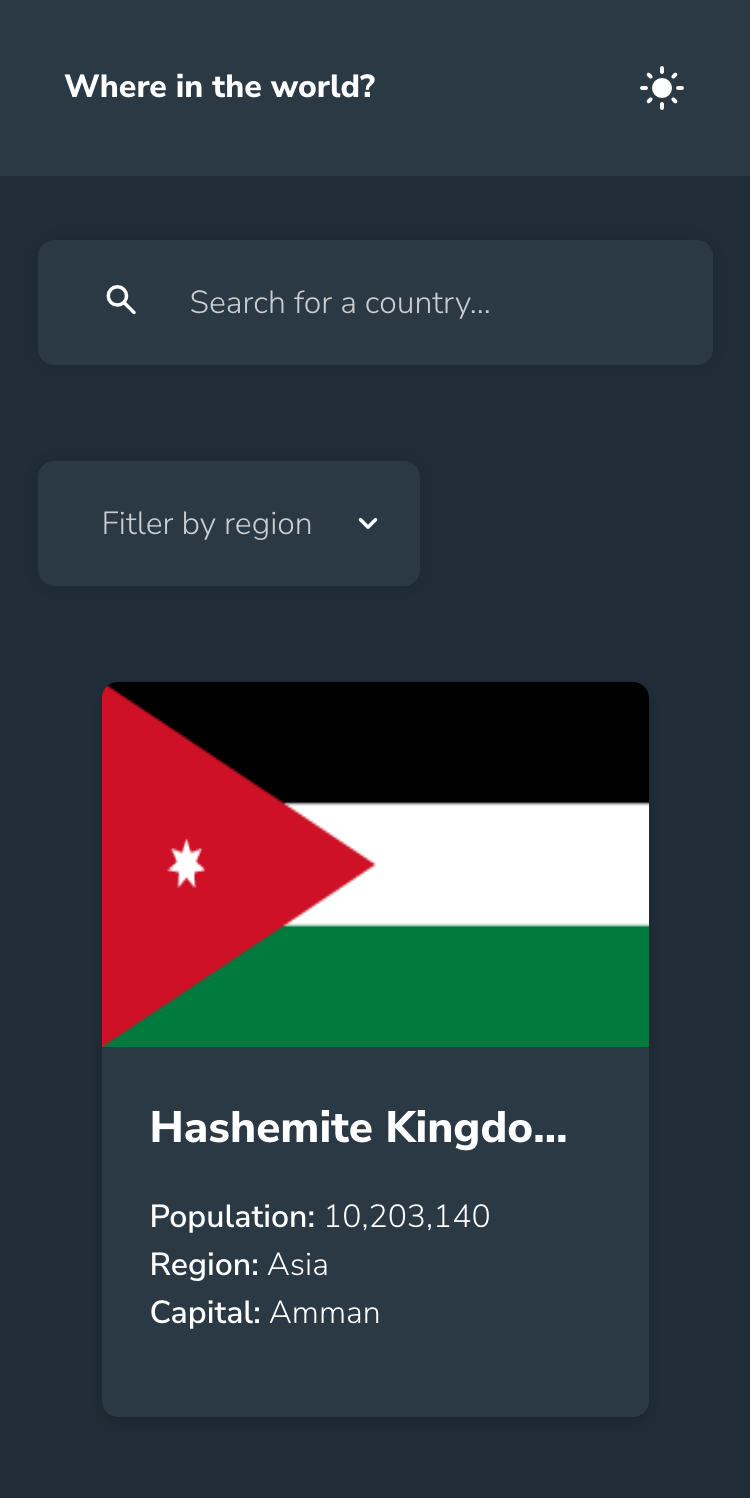 Where in the world?
Search for a country...
Fitler by region
Hashemite Kingdo...
Population: 10,203,140
Region: Asia
Capital: Amman